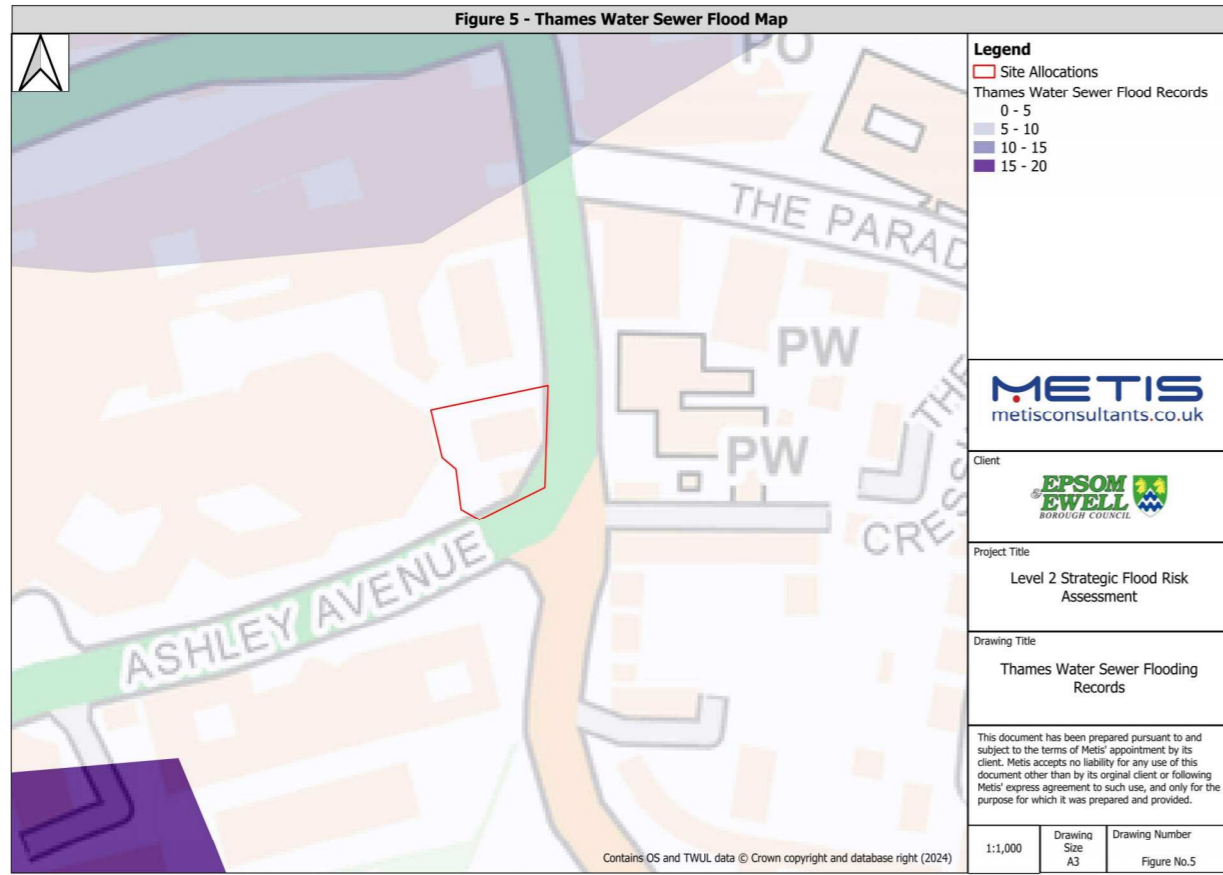 Figure 5 - Thames Water Sewer Flood Map
PO
THE PARAD
PW
THE
PW
CRES
ASHLEY AVENUE
Contains OS and TWUL data © Crown copyright and database right (2024)
Legend
Site Allocations
Thames Water Sewer Flood Records
0 - 5
5 - 10
10 - 15
15 - 20
METIS
metisconsultants.co.uk
Client
EPSOM
& EWELL
BOROUGH COUNCIL
Project Title
Level 2 Strategic Flood Risk
Assessment
Drawing Title
Thames Water Sewer Flooding
Records
This document has been prepared pursuant to and
subject to the terms of Metis' appointment by its
client. Metis accepts no liability for any use of this
document other than by its orginal client or following
Metis' express agreement to such use, and only for the
purpose for which it was prepared and provided.
1:1,000
Drawing
Size
A3
Drawing Number
Figure No.5